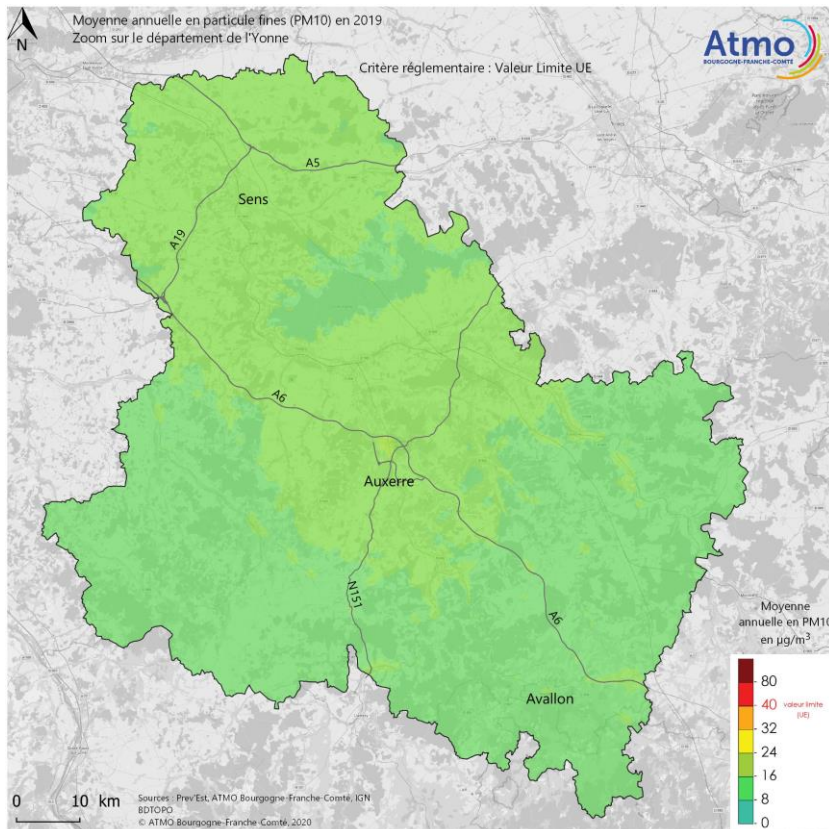 Moyenne annuelle en particule fines (PM10) en 2019
Zoom sur le département de l'Yonne
N
Critère réglementaire : Valeur Limite UE
Atmo
BOURGOGNE-FRANCHE-COMTÉ
A5
Sens
A19
A6
Auxerre
N151
A6
Avallon
Moyenne
annuelle en PM10
en µg/m³
80
40 valeur limite
(UE)
32
24
16
8
0
0 10 km
Sources : Prev'Est, ATMO Bourgogne-Franche-Comté, IGN
BDTOPO
© ATMO Bourgogne-Franche-Comté, 2020